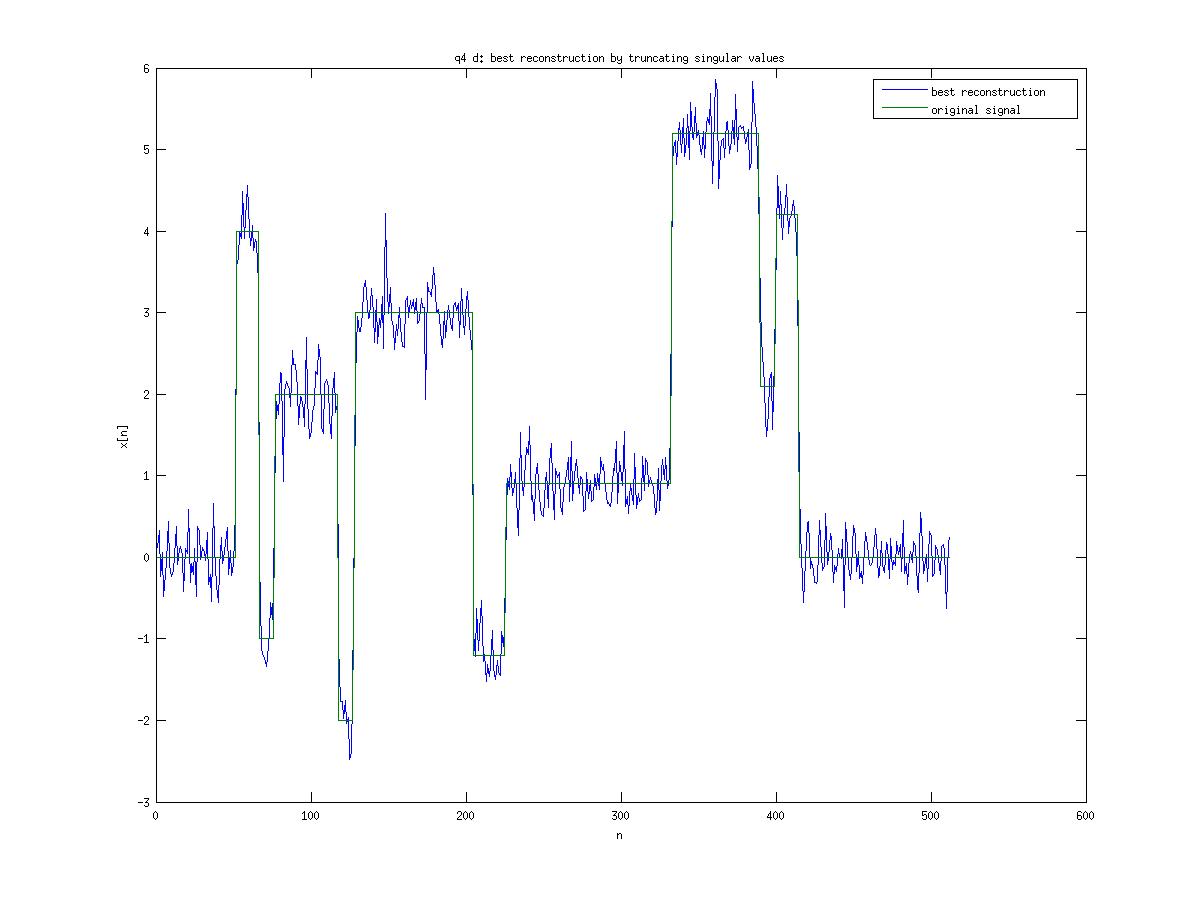 q4 d: best reconstruction by truncating singular values
best reconstruction
original signal
6
5
4
3
2
1
0
−1
−2
−3
x[n]
0 100 200 300 400 500 600
n